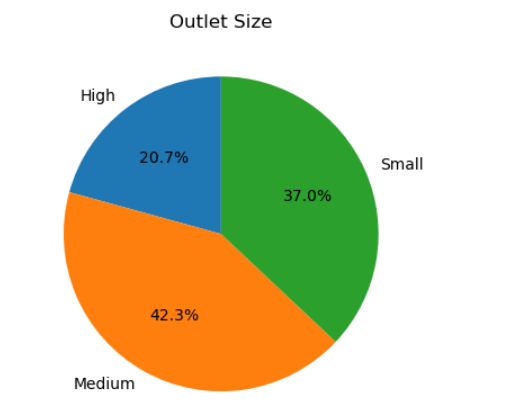 Outlet Size
High
20.7%
Small
37.0%
42.3%
Medium